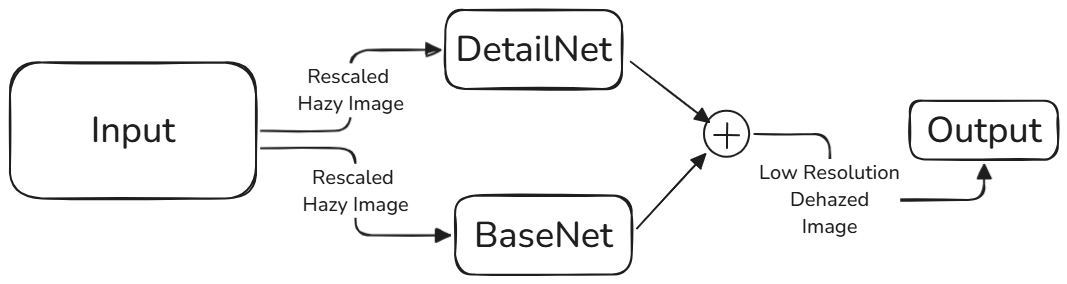 Input
Rescaled
Hazy Image
Rescaled
Hazy Image
DetailNet
BaseNet
Low Resolution
Dehazed
Image
Output